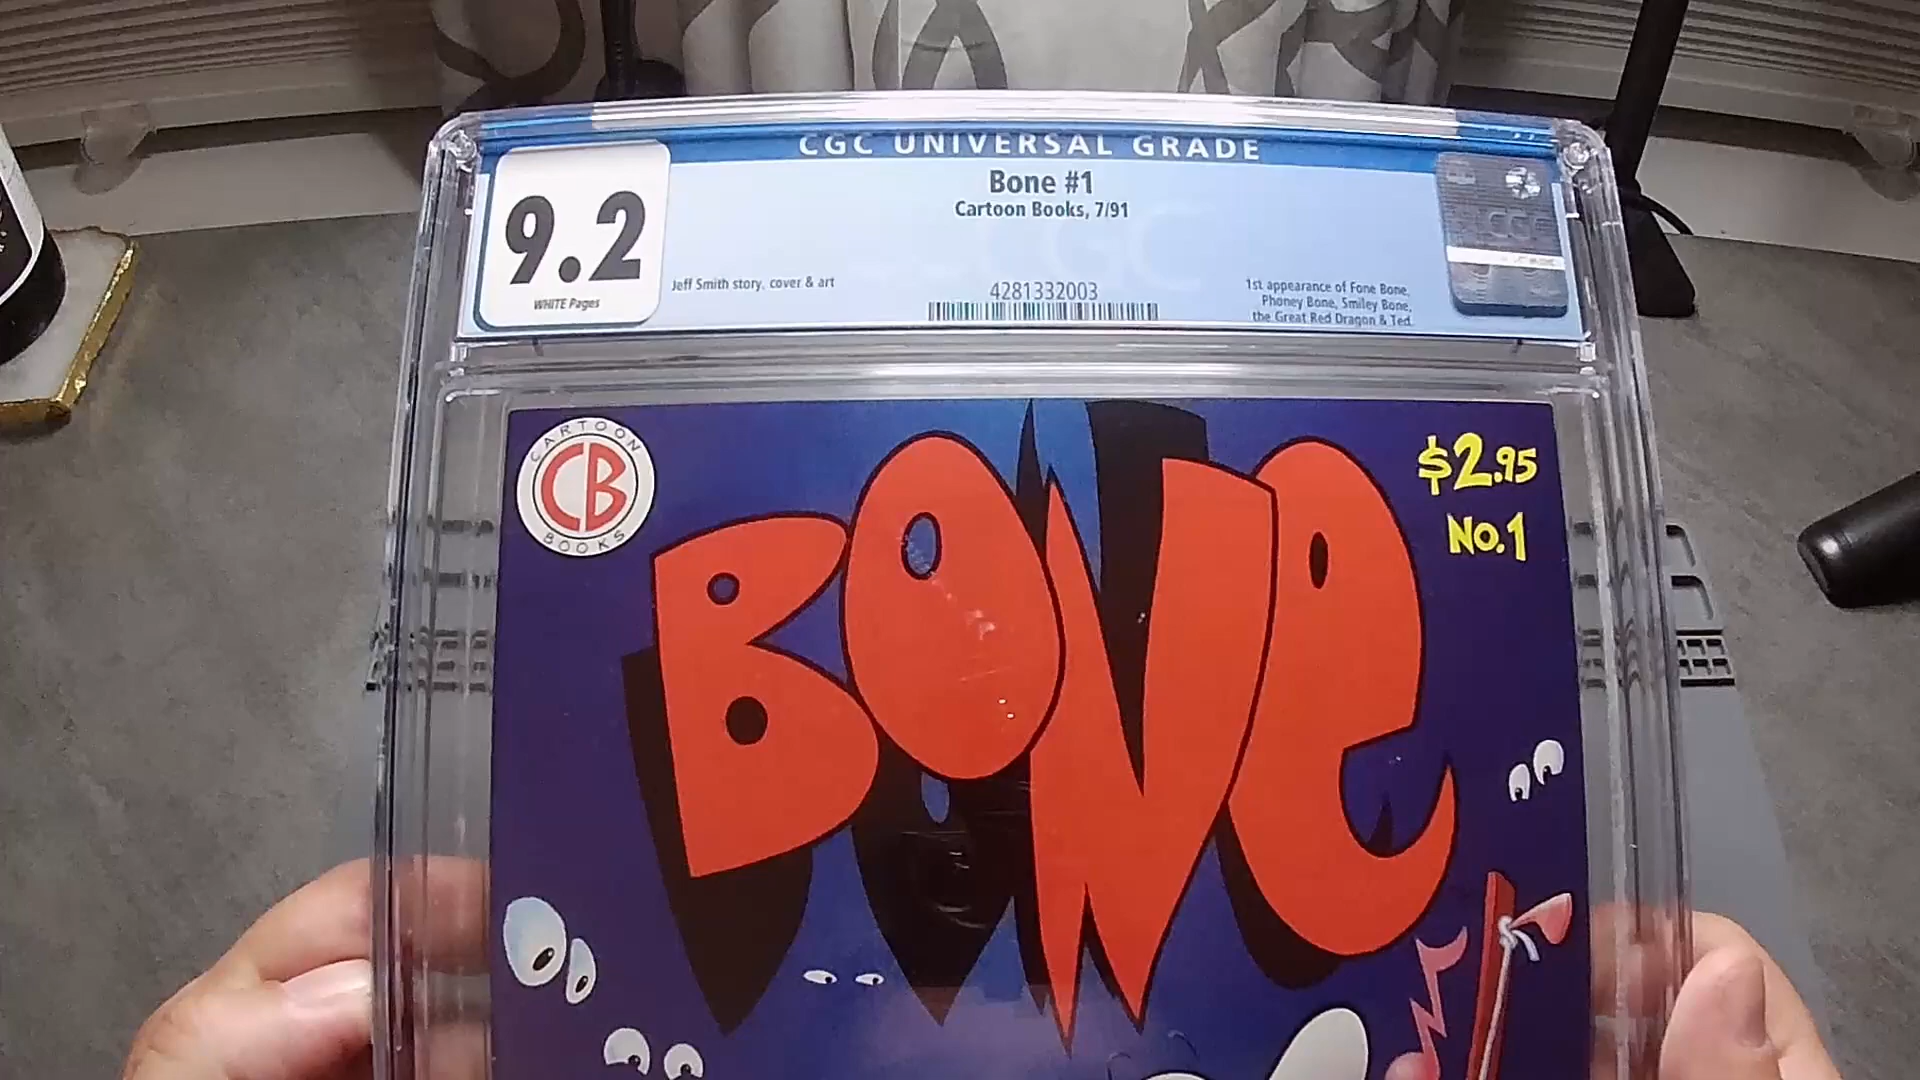 CGC UNIVERSAL GRADE
9.2
WHITE Pages
Bone #1
Cartoon Books, 7/91
Jeff Smith story, cover & art
4281332003
1st appearance of Fone Bone,
Phoney Bone, Smiley Bone,
the Great Red Dragon & Ted.
CGC
CARTOON
CB
BOOKS
BONE
$2.95
No.1